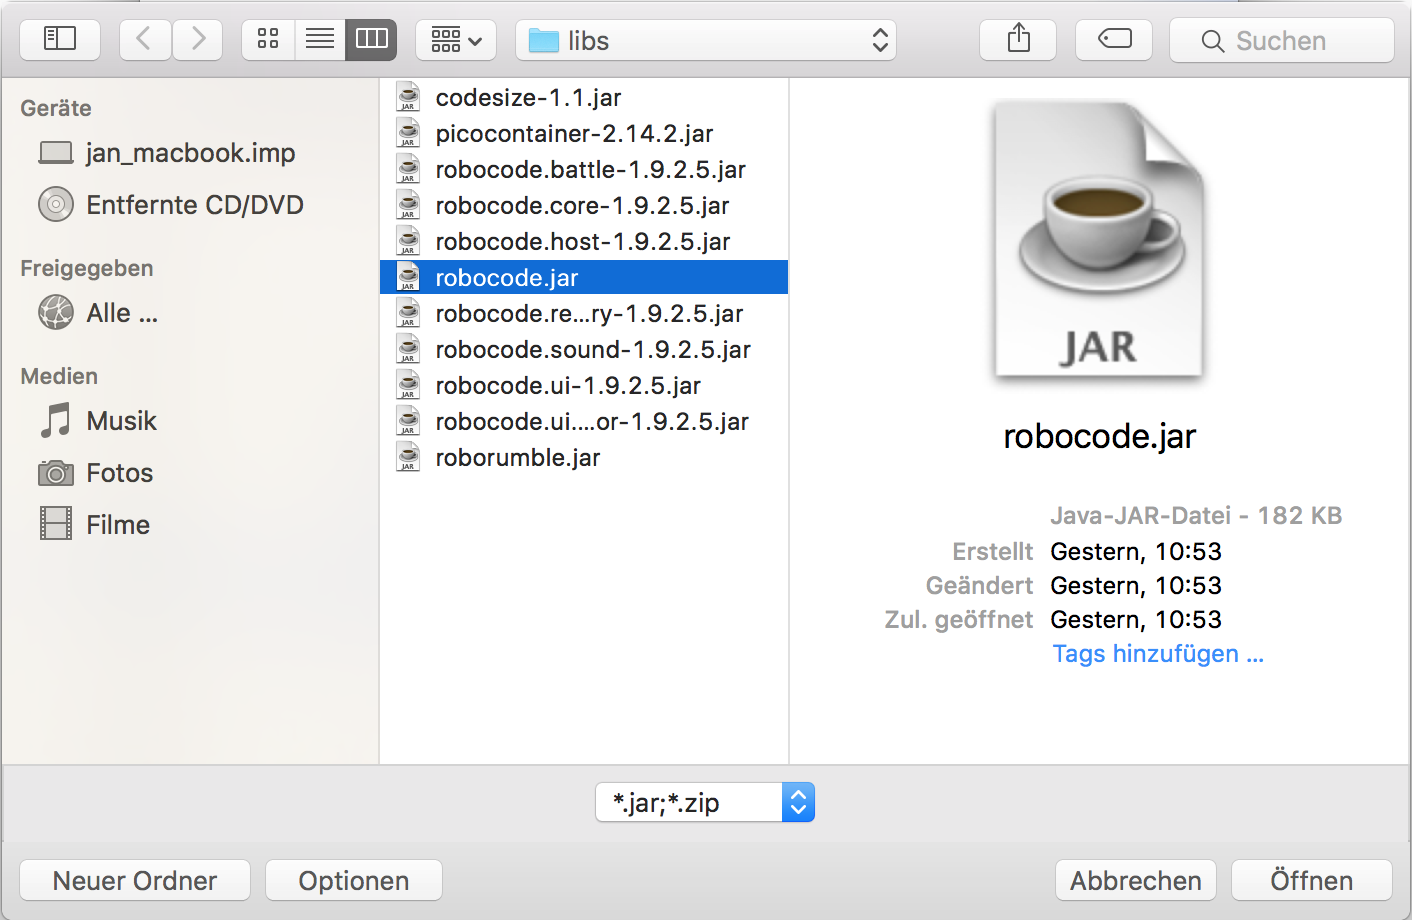 libs
Suchen
Geräte
jan_macbook.imp
Entfernte CD/DVD
Freigegeben
Alle ...
Medien
Musik
Fotos
Filme
codesize-1.1.jar
picocontainer-2.14.2.jar
robocode.battle-1.9.2.5.jar
robocode.core-1.9.2.5.jar
robocode.host-1.9.2.5.jar
robocode.jar
robocode.re...ry-1.9.2.5.jar
robocode.sound-1.9.2.5.jar
robocode.ui-1.9.2.5.jar
robocode.ui....or-1.9.2.5.jar
roborumble.jar
JAR
robocode.jar
Java-JAR-Datei - 182 KB
Erstellt Gestern, 10:53
Geändert Gestern, 10:53
Zul. geöffnet Gestern, 10:53
Tags hinzufügen ...
*.jar;*.zip
Neuer Ordner
Optionen
Abbrechen
Öffnen